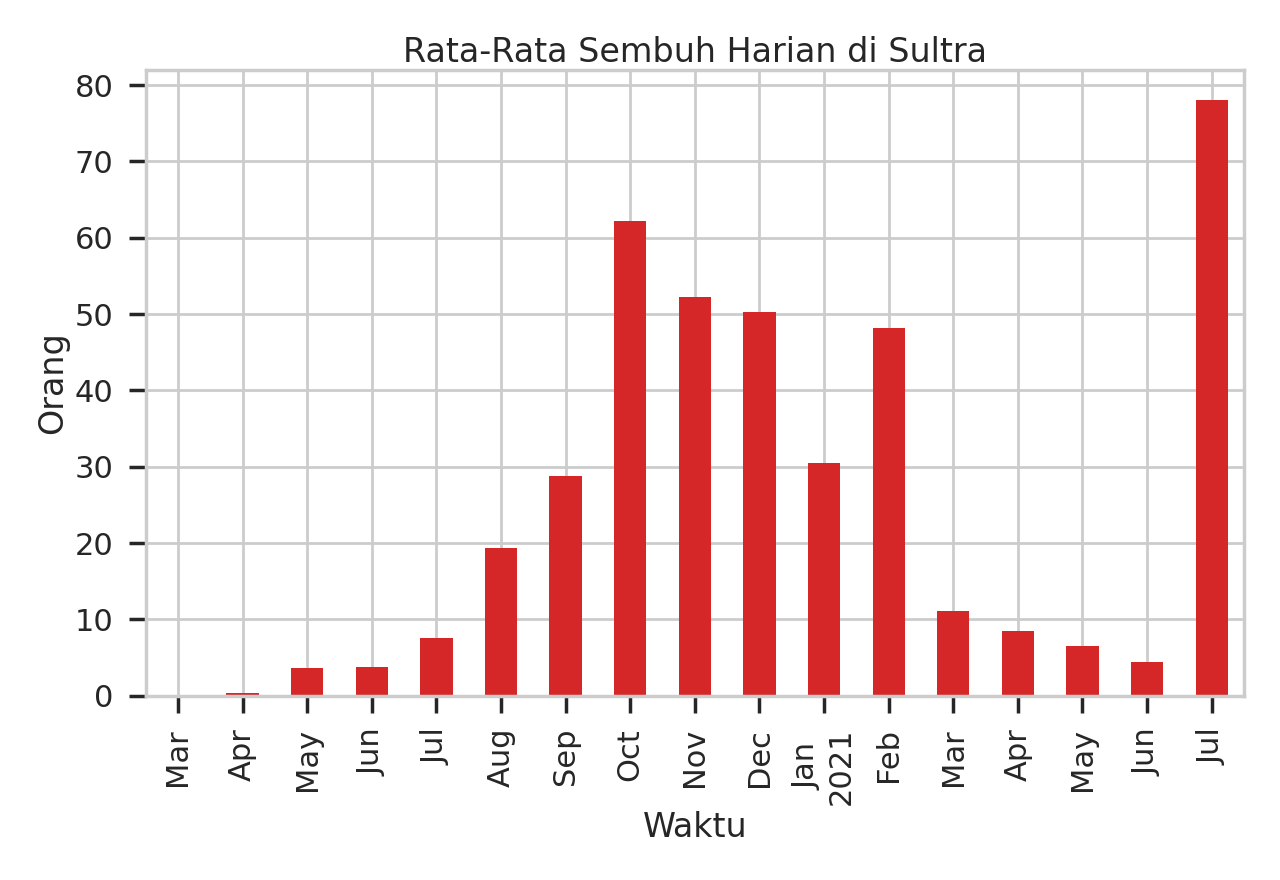 Rata-Rata Sembuh Harian di Sultra
80
70
60
50
40
30
20
10
0
Orang
Mar
Apr
May
Jun
Jul
Aug
Sep
Oct
Nov
Dec
Jan
2021
Feb
Mar
Apr
May
Jun
Jul
Waktu